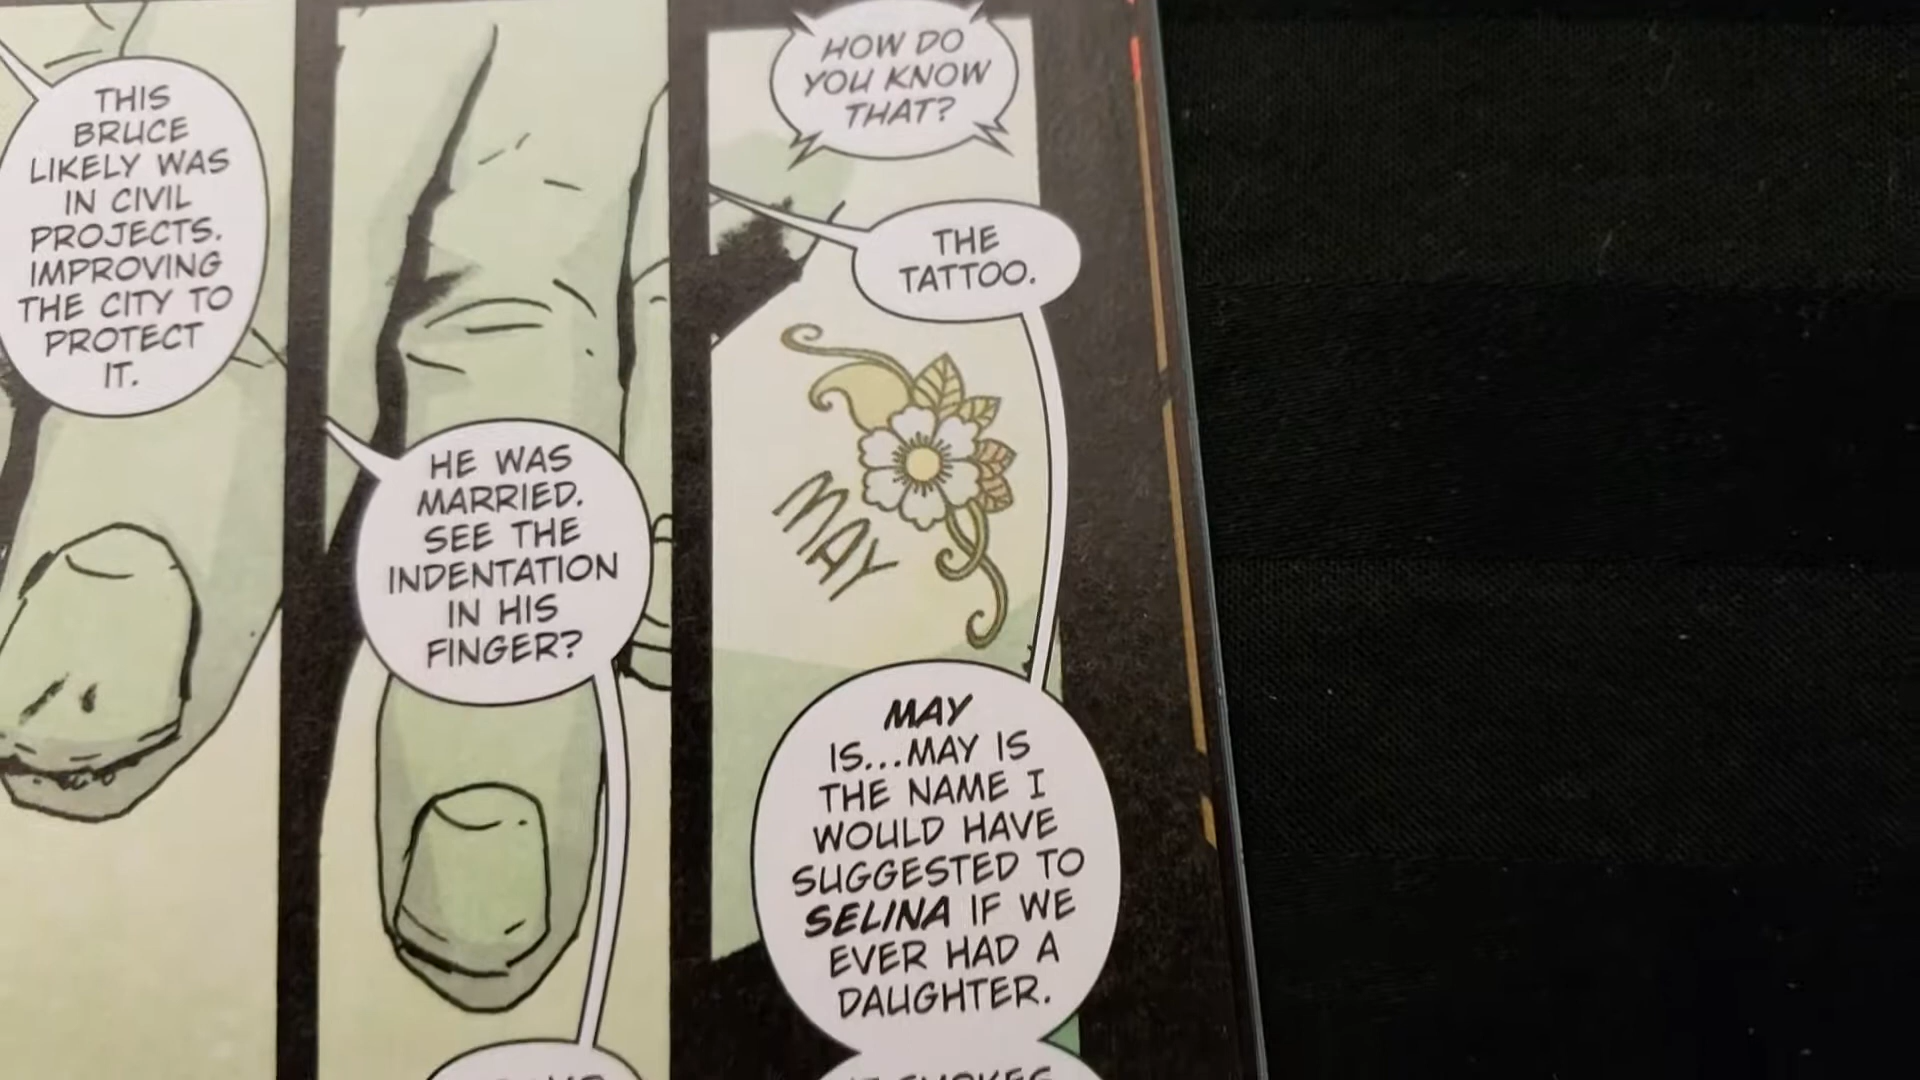 THIS
BRUCE
LIKELY WAS
IN CIVIL
PROJECTS.
IMPROVING
THE CITY TO
PROTECT
IT.
HE WAS
MARRIED.
SEE THE
INDENTATION
IN HIS
FINGER?
HOW DO
YOU KNOW
THAT?
THE
TATTOO.
MAY
MAY
IS...MAY IS
THE NAME I
WOULD HAVE
SUGGESTED TO
SELINA IF WE
EVER HAD A
DAUGHTER.